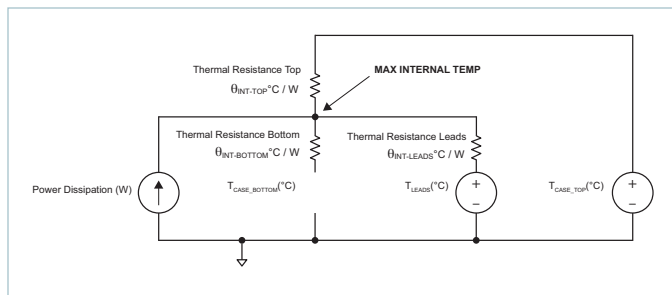 Thermal Resistance Top
θINT-TOP°C / W
MAX INTERNAL TEMP
Thermal Resistance Bottom
θINT-BOTTOM°C / W
Thermal Resistance Leads
θINT-LEADS°C / W
Power Dissipation (W)
TCASE_BOTTOM(°C)
TLEADS(°C)
TCASE_TOP(°C)
+
–
+
–